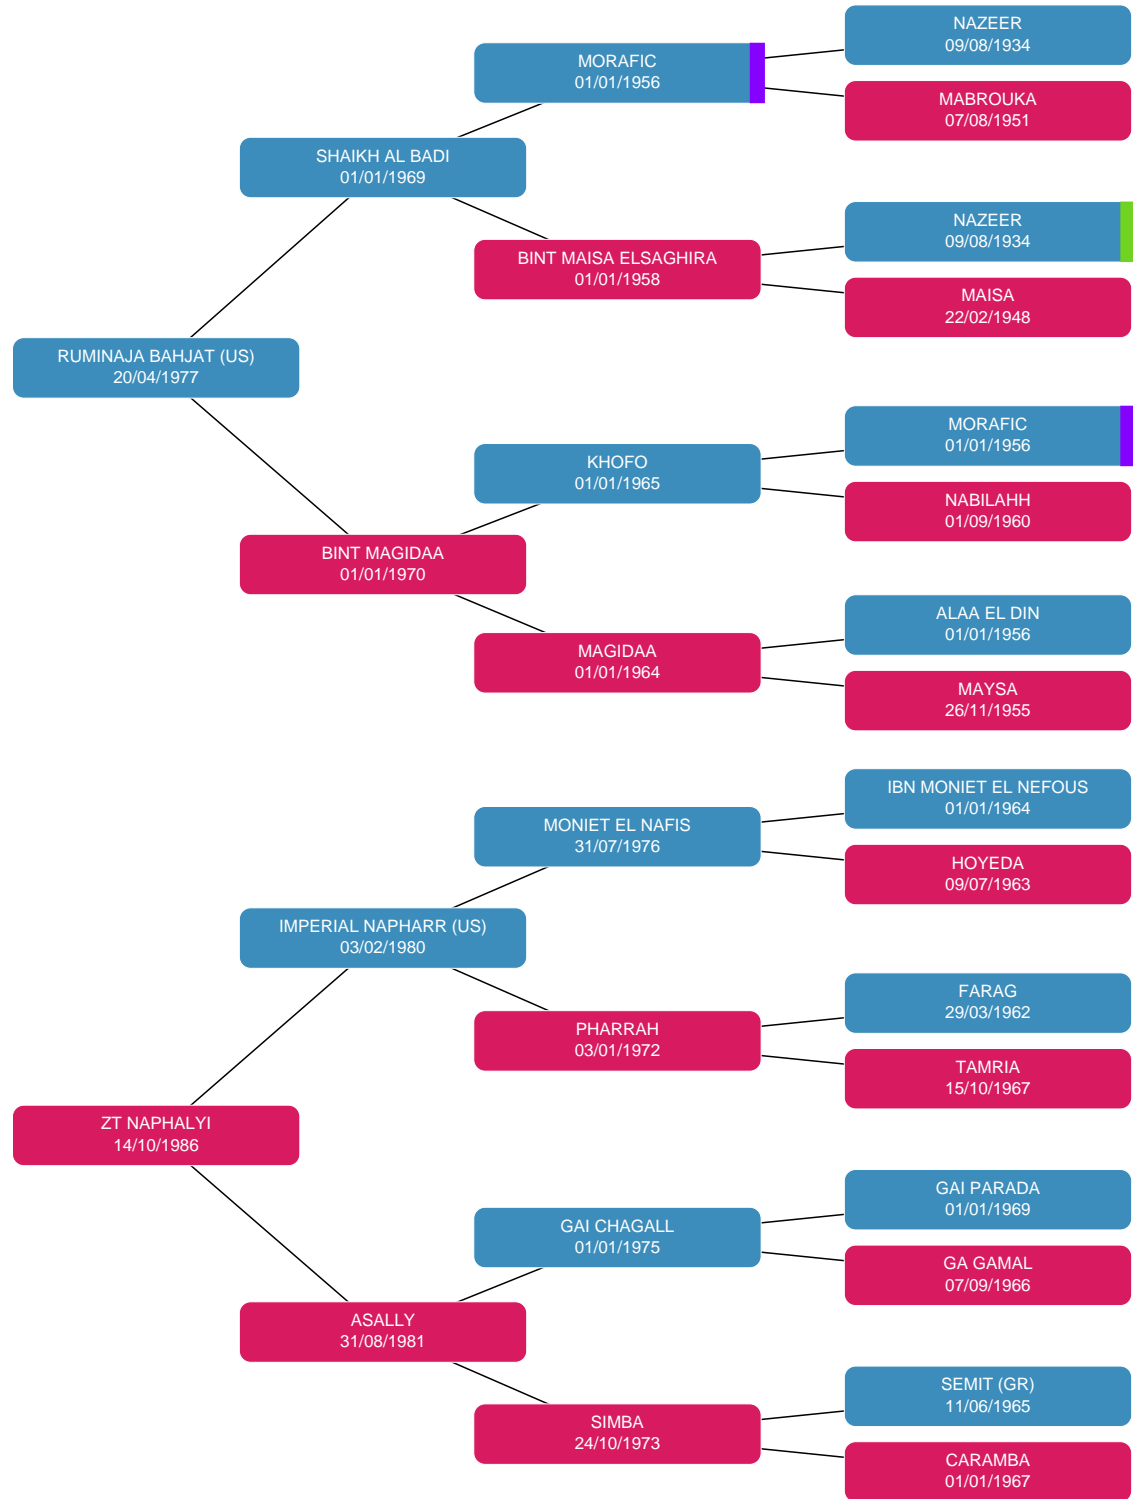 NAZEER
09/08/1934
MORAFIC
01/01/1956
MABROUKA
07/08/1951
SHAIKH AL BADI
01/01/1969
NAZEER
09/08/1934
BINT MAISA ELSAGHIRA
01/01/1958
MAISA
22/02/1948
RUMINAJA BAHJAT (US)
20/04/1977
MORAFIC
01/01/1956
KHOFO
01/01/1965
NABILAHH
01/09/1960
BINT MAGIDAA
01/01/1970
ALAA EL DIN
01/01/1956
MAGIDAA
01/01/1964
MAYSA
26/11/1955
IBN MONIET EL NEFOUS
01/01/1964
MONIET EL NAFIS
31/07/1976
HOYEDA
09/07/1963
IMPERIAL NAPHARR (US)
03/02/1980
FARAG
29/03/1962
PHARRAH
03/01/1972
TAMRIA
15/10/1967
ZT NAPHALYI
14/10/1986
GAI PARADA
01/01/1969
GAI CHAGALL
01/01/1975
GA GAMAL
07/09/1966
ASALLY
31/08/1981
SEMIT (GR)
11/06/1965
SIMBA
24/10/1973
CARAMBA
01/01/1967